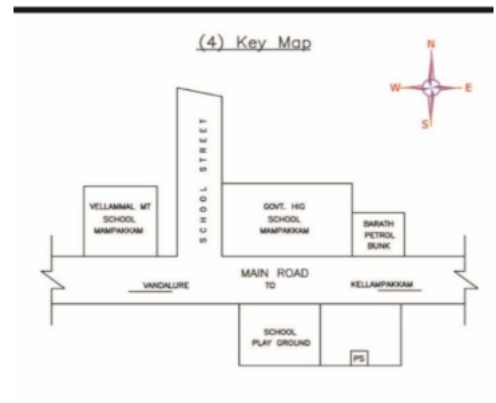 (4) Key Map
N
W
E
S
SCHOOL STREET
VELLAMMAL MT
SCHOOL
MAMPAKKAM
GOVT. HIG
SCHOOL
MAMPAKKAM
BARATH
PETROL
BUNK
MAIN ROAD
VANDALURE
TO
KELLAMPAKKAM
SCHOOL
PLAY GROUND
PS